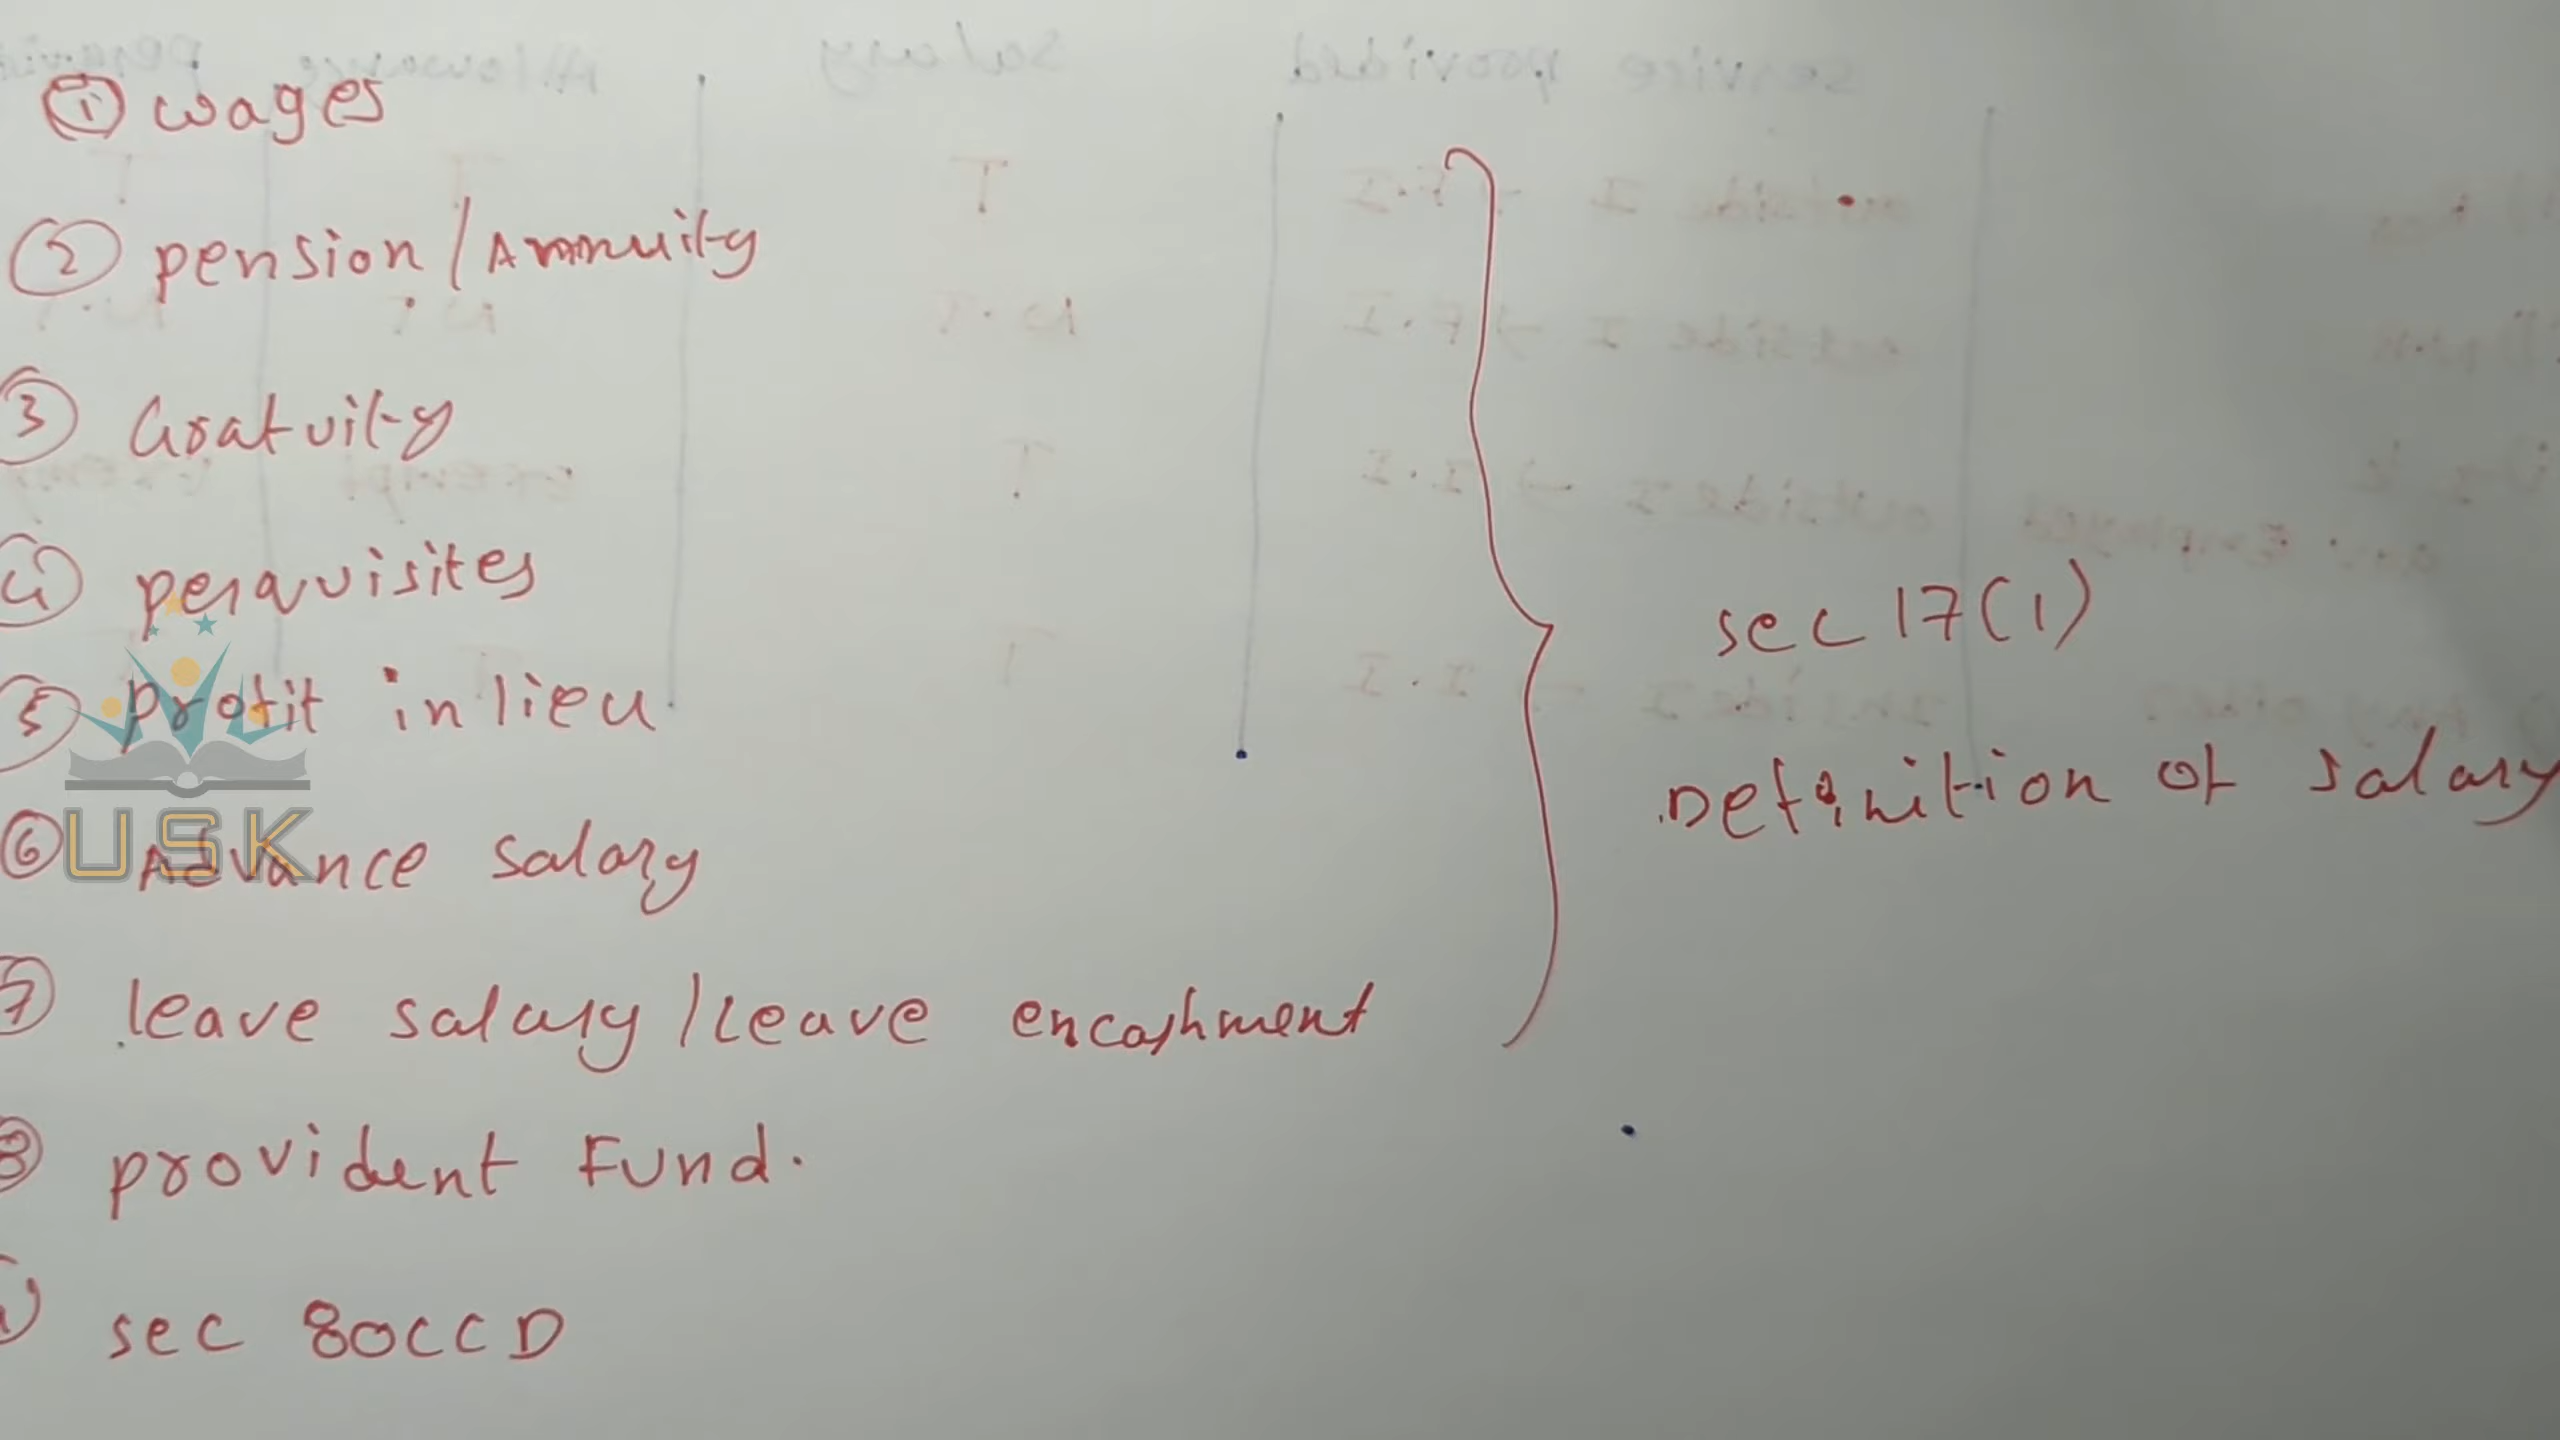 ① wages
② pension / Annuity
③ Gratuity
④ perquisites
⑤ profit in lieu
⑥ Advance salary
⑦ leave salary / Leave encashment
⑧ provident Fund.
sec 80CCD
sec 17(1)
Definition of salary
USK